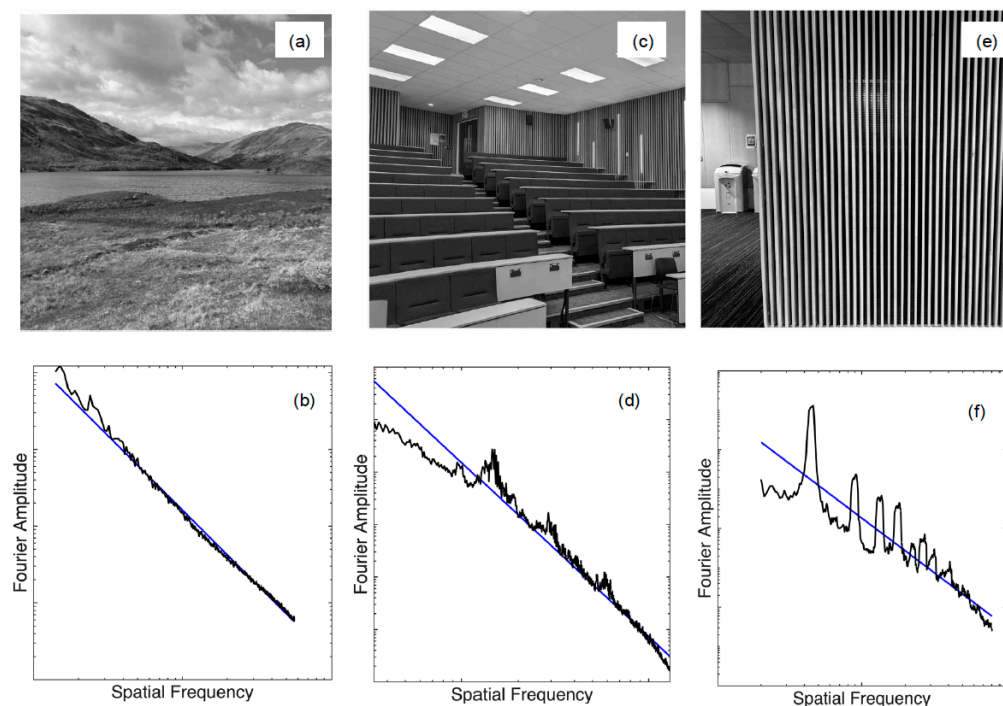 (a)
(c)
(e)
(b)
(d)
(f)
Fourier Amplitude
Fourier Amplitude
Fourier Amplitude
Spatial Frequency
Spatial Frequency
Spatial Frequency